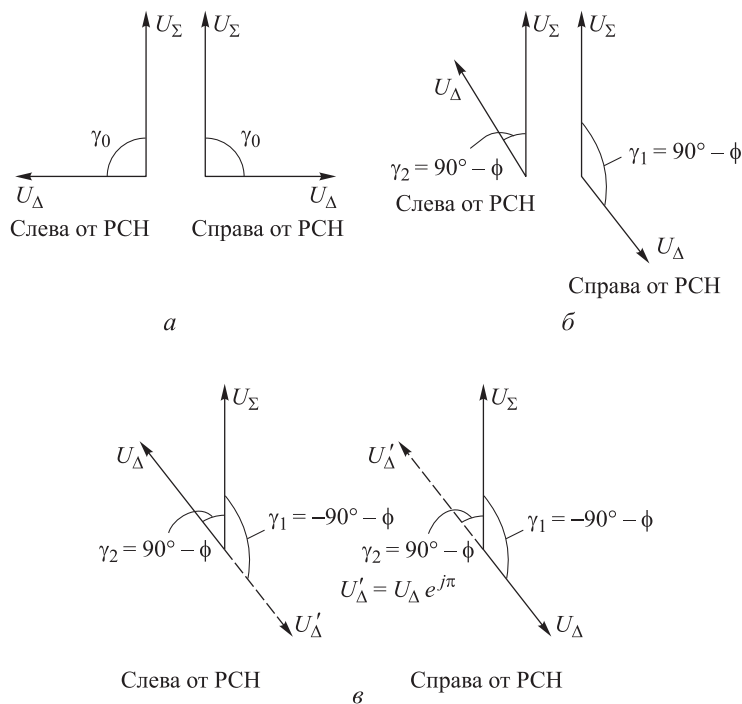 U_Σ U_Σ
γ₀ γ₀
U_Δ U_Δ
Слева от РСН Справа от РСН
а
U_Σ U_Σ
U_Δ
γ₂ = 90° – ϕ γ₁ = 90° – ϕ
Слева от РСН
U_Δ
Справа от РСН
б
U_Σ U_Σ
U_Δ U′_Δ
γ₁ = –90° – ϕ γ₁ = –90° – ϕ
γ₂ = 90° – ϕ γ₂ = 90° – ϕ
U′_Δ = U_Δ e^{jπ}
U′_Δ U_Δ
Слева от РСН Справа от РСН
в